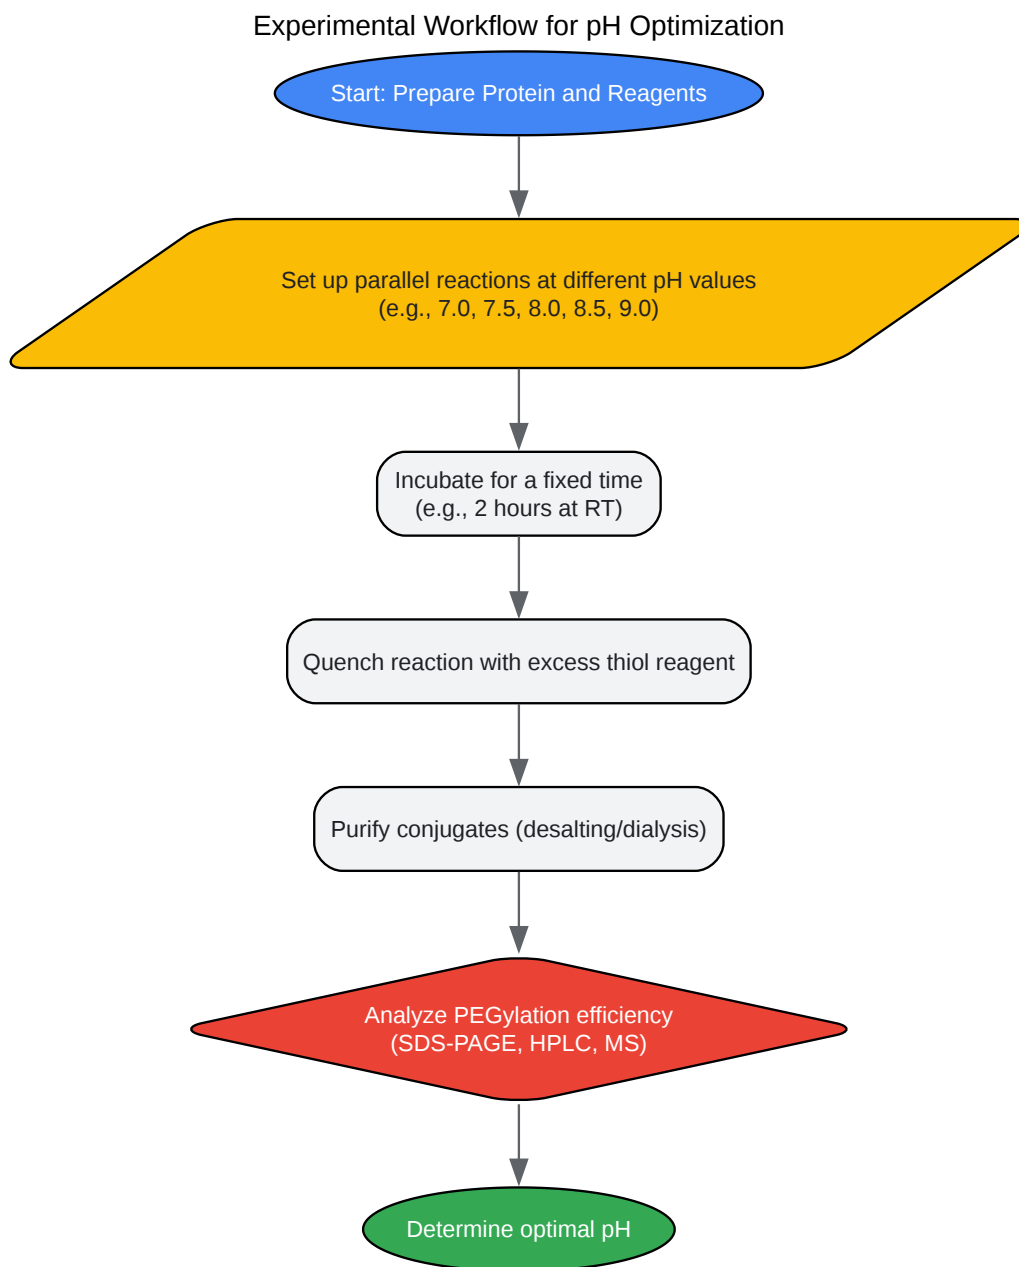 Experimental Workflow for pH Optimization
Start: Prepare Protein and Reagents
Set up parallel reactions at different pH values
(e.g., 7.0, 7.5, 8.0, 8.5, 9.0)
Incubate for a fixed time
(e.g., 2 hours at RT)
Quench reaction with excess thiol reagent
Purify conjugates (desalting/dialysis)
Analyze PEGylation efficiency
(SDS-PAGE, HPLC, MS)
Determine optimal pH